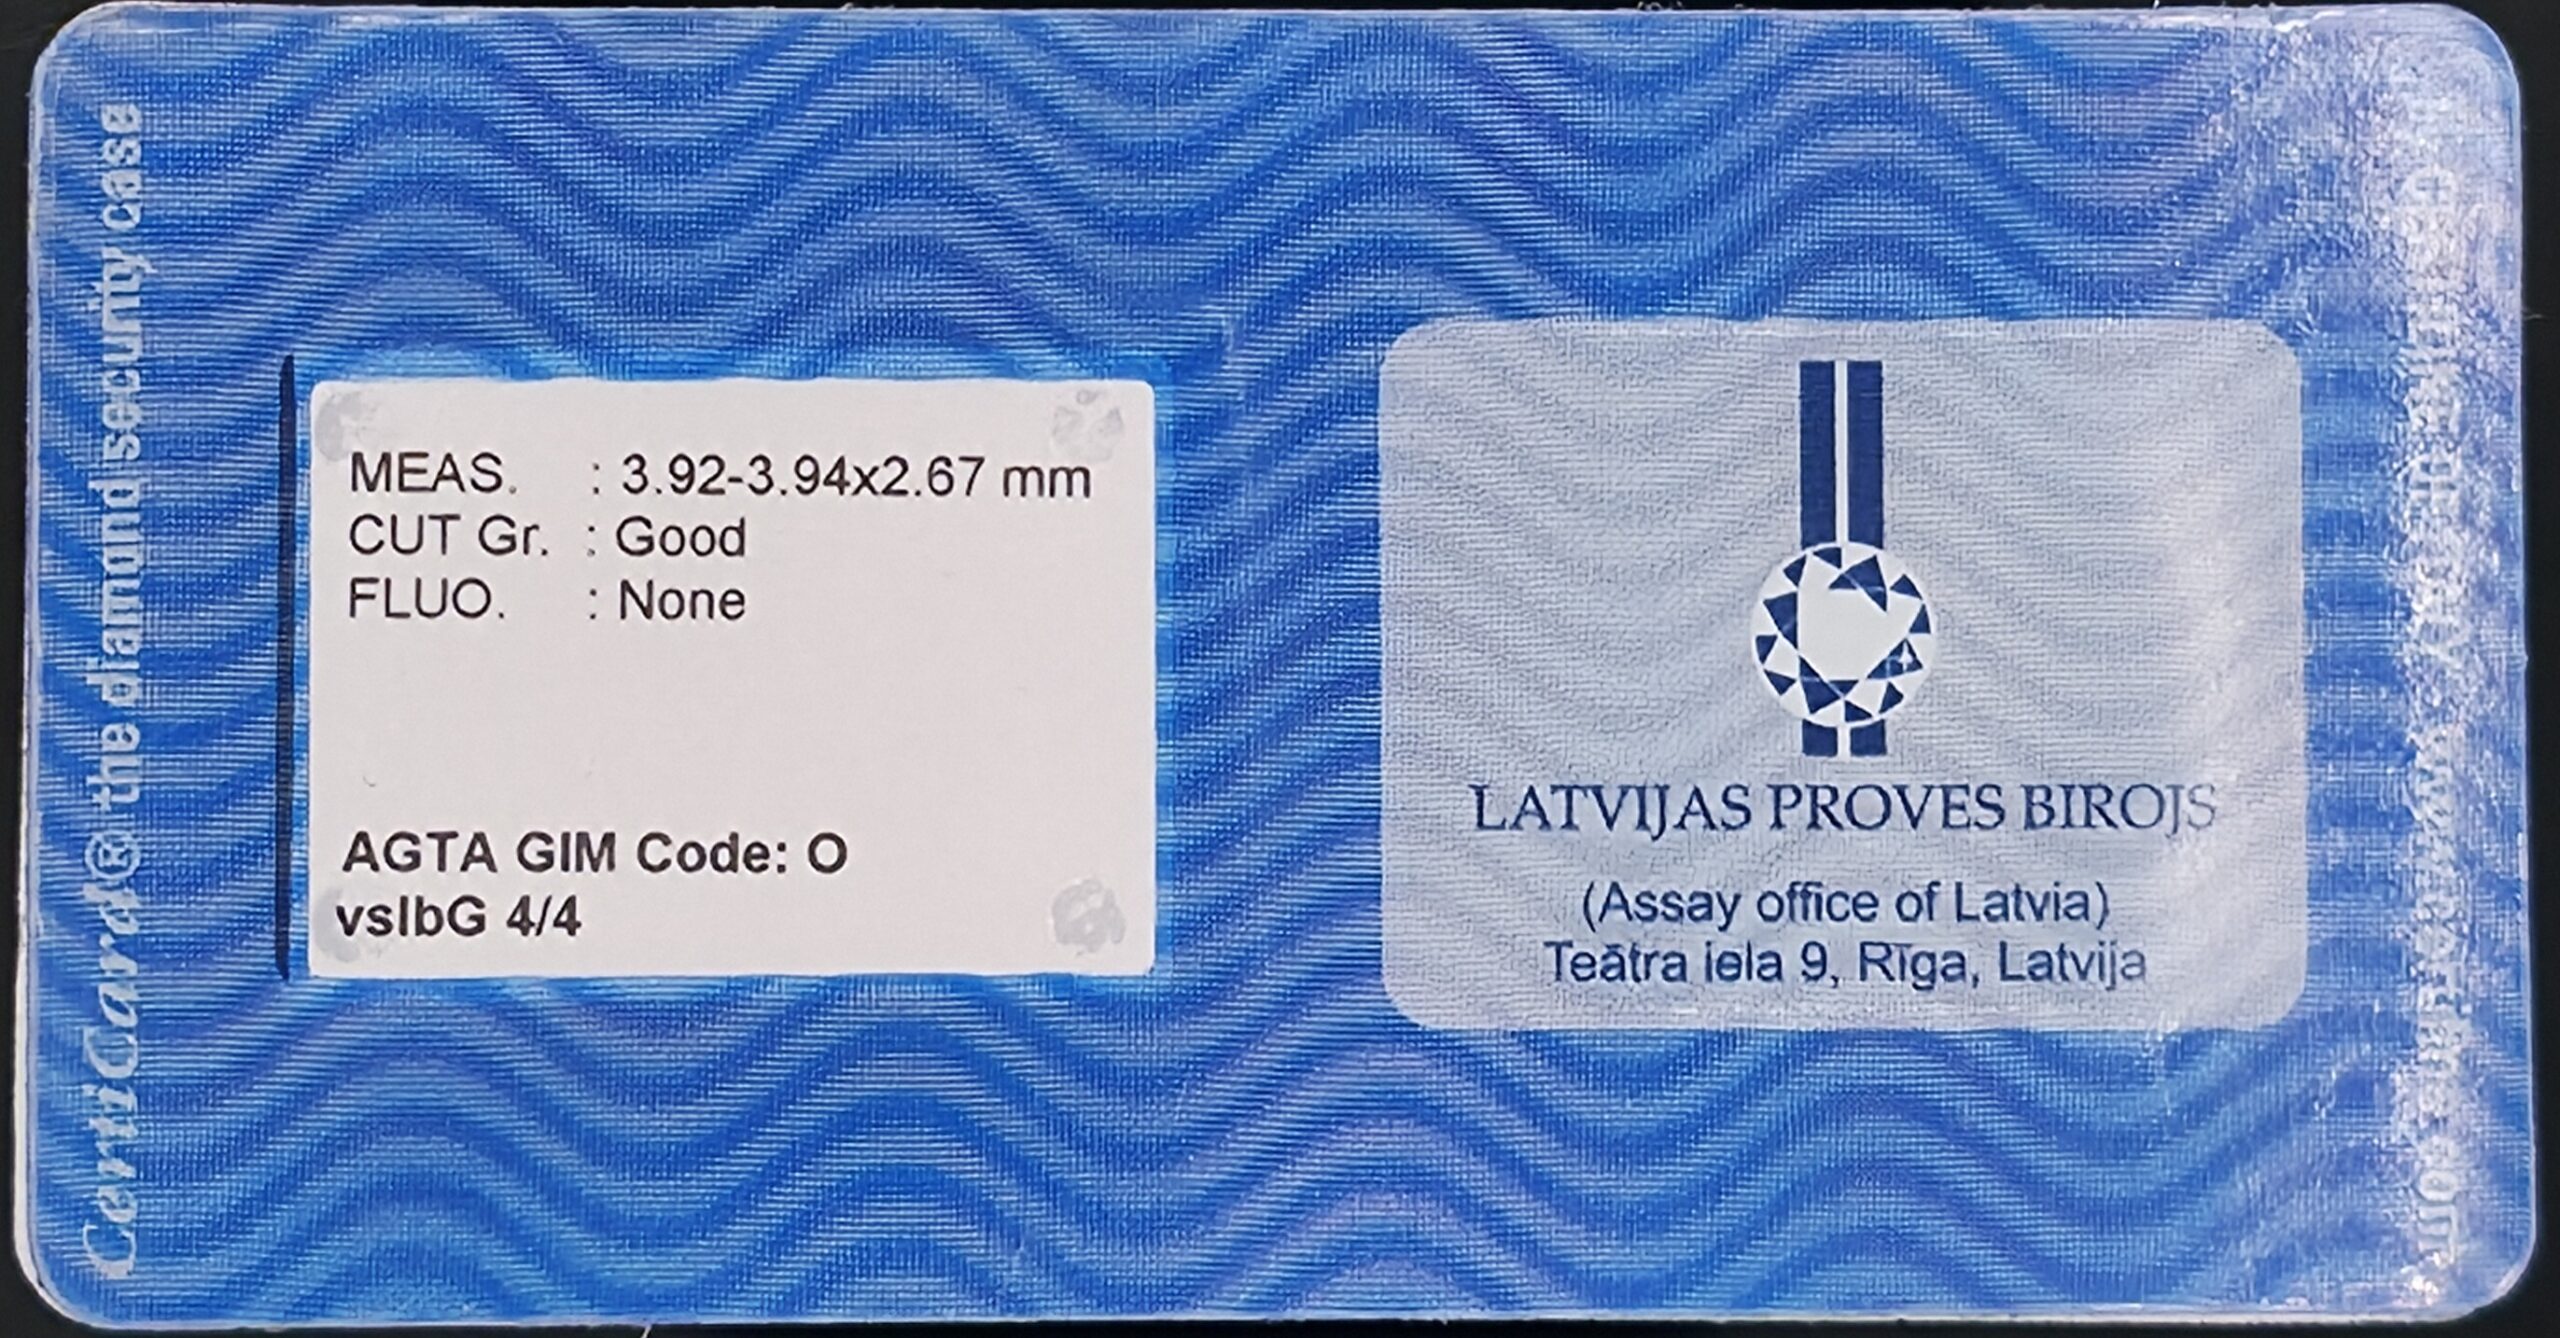 CertiCard® the diamond security case
MEAS. : 3.92-3.94x2.67 mm
CUT Gr. : Good
FLUO. : None
AGTA GIM Code: O
vslbG 4/4
LATVIJAS PROVES BIROJS
(Assay office of Latvia)
Teātra iela 9, Rīga, Latvija